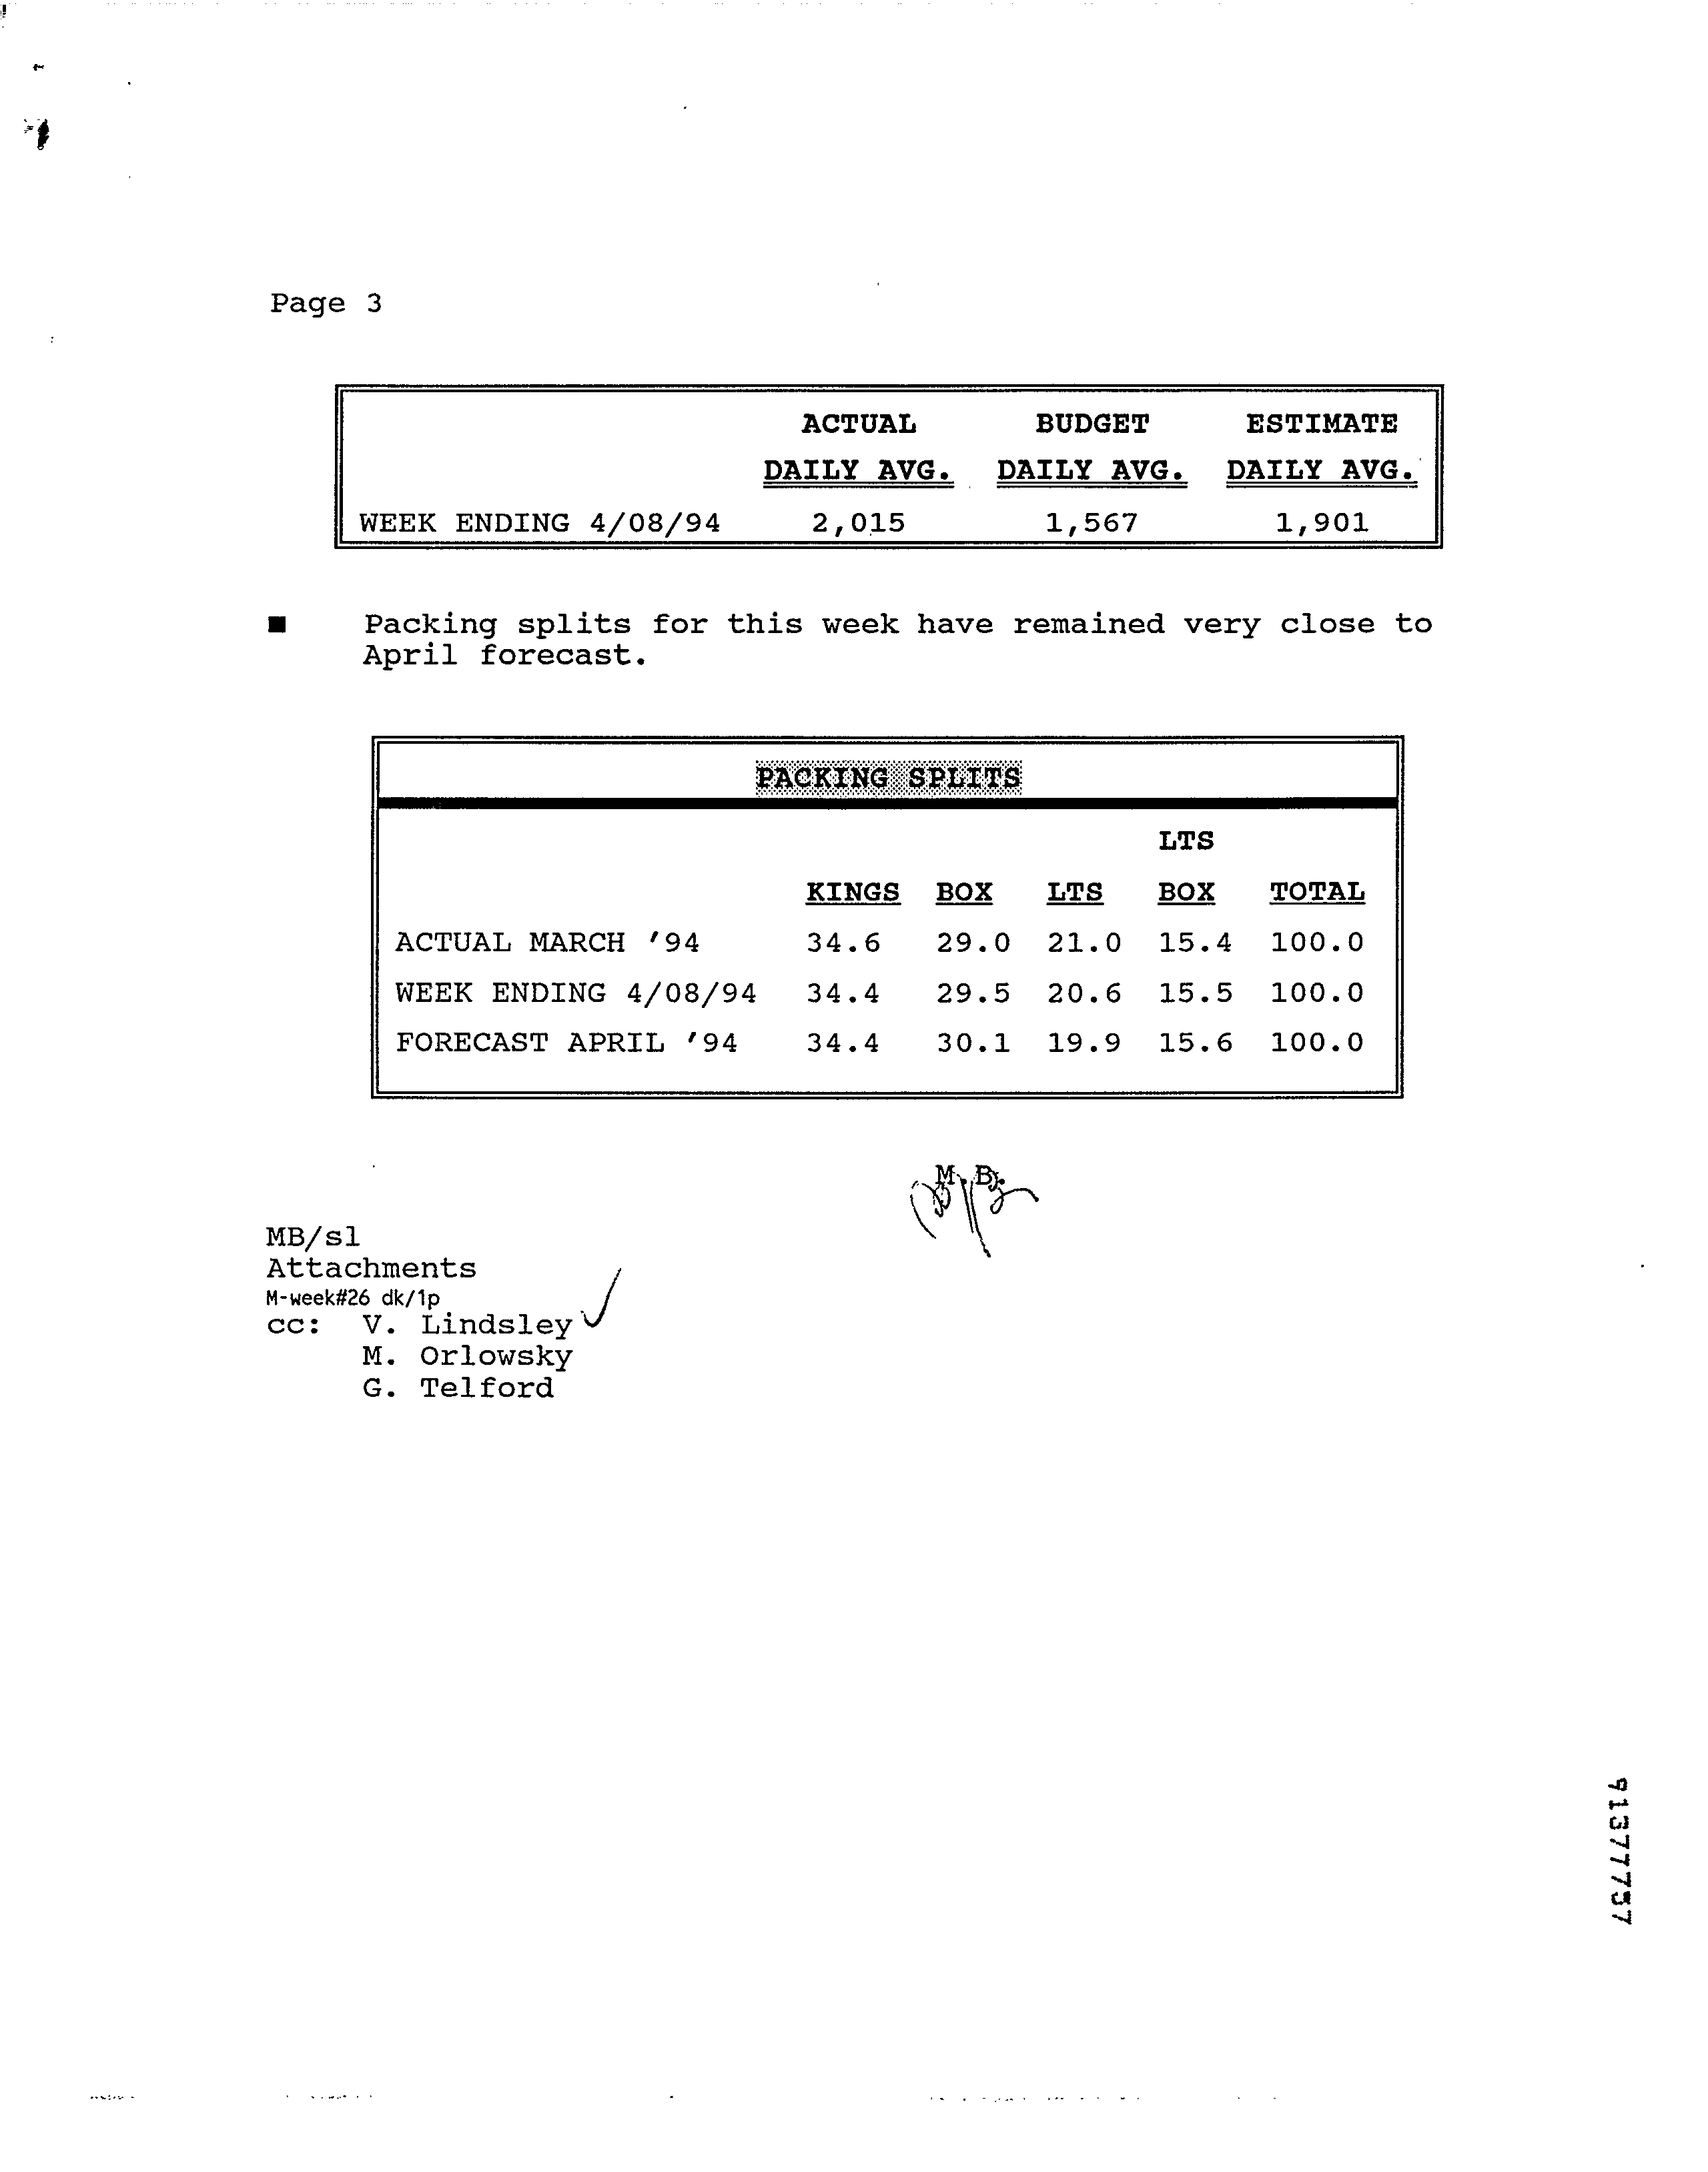 Page 3
ACTUAL BUDGET ESTIMATE
DAILY AVG. DAILY AVG. DAILY AVG.
WEEK ENDING 4/08/94 2,015 1,567 1,901
■ Packing splits for this week have remained very close to
April forecast.
PACKING SPLITS
LTS
KINGS BOX LTS BOX TOTAL
ACTUAL MARCH '94 34.6 29.0 21.0 15.4 100.0
WEEK ENDING 4/08/94 34.4 29.5 20.6 15.5 100.0
FORECAST APRIL '94 34.4 30.1 19.9 15.6 100.0
M. B.
MB/sl
Attachments
M-week#26 dk/1p
cc: V. Lindsley
M. Orlowsky
G. Telford
91377757